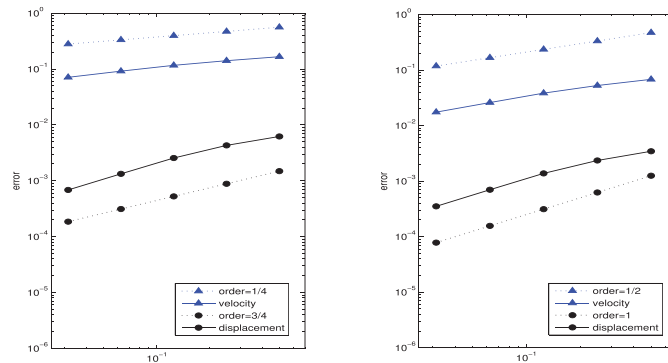 10⁰
10⁻¹
10⁻²
10⁻³
10⁻⁴
10⁻⁵
10⁻⁶
error
10⁻¹
order=1/4
velocity
order=3/4
displacement
10⁰
10⁻¹
10⁻²
10⁻³
10⁻⁴
10⁻⁵
10⁻⁶
error
10⁻¹
order=1/2
velocity
order=1
displacement